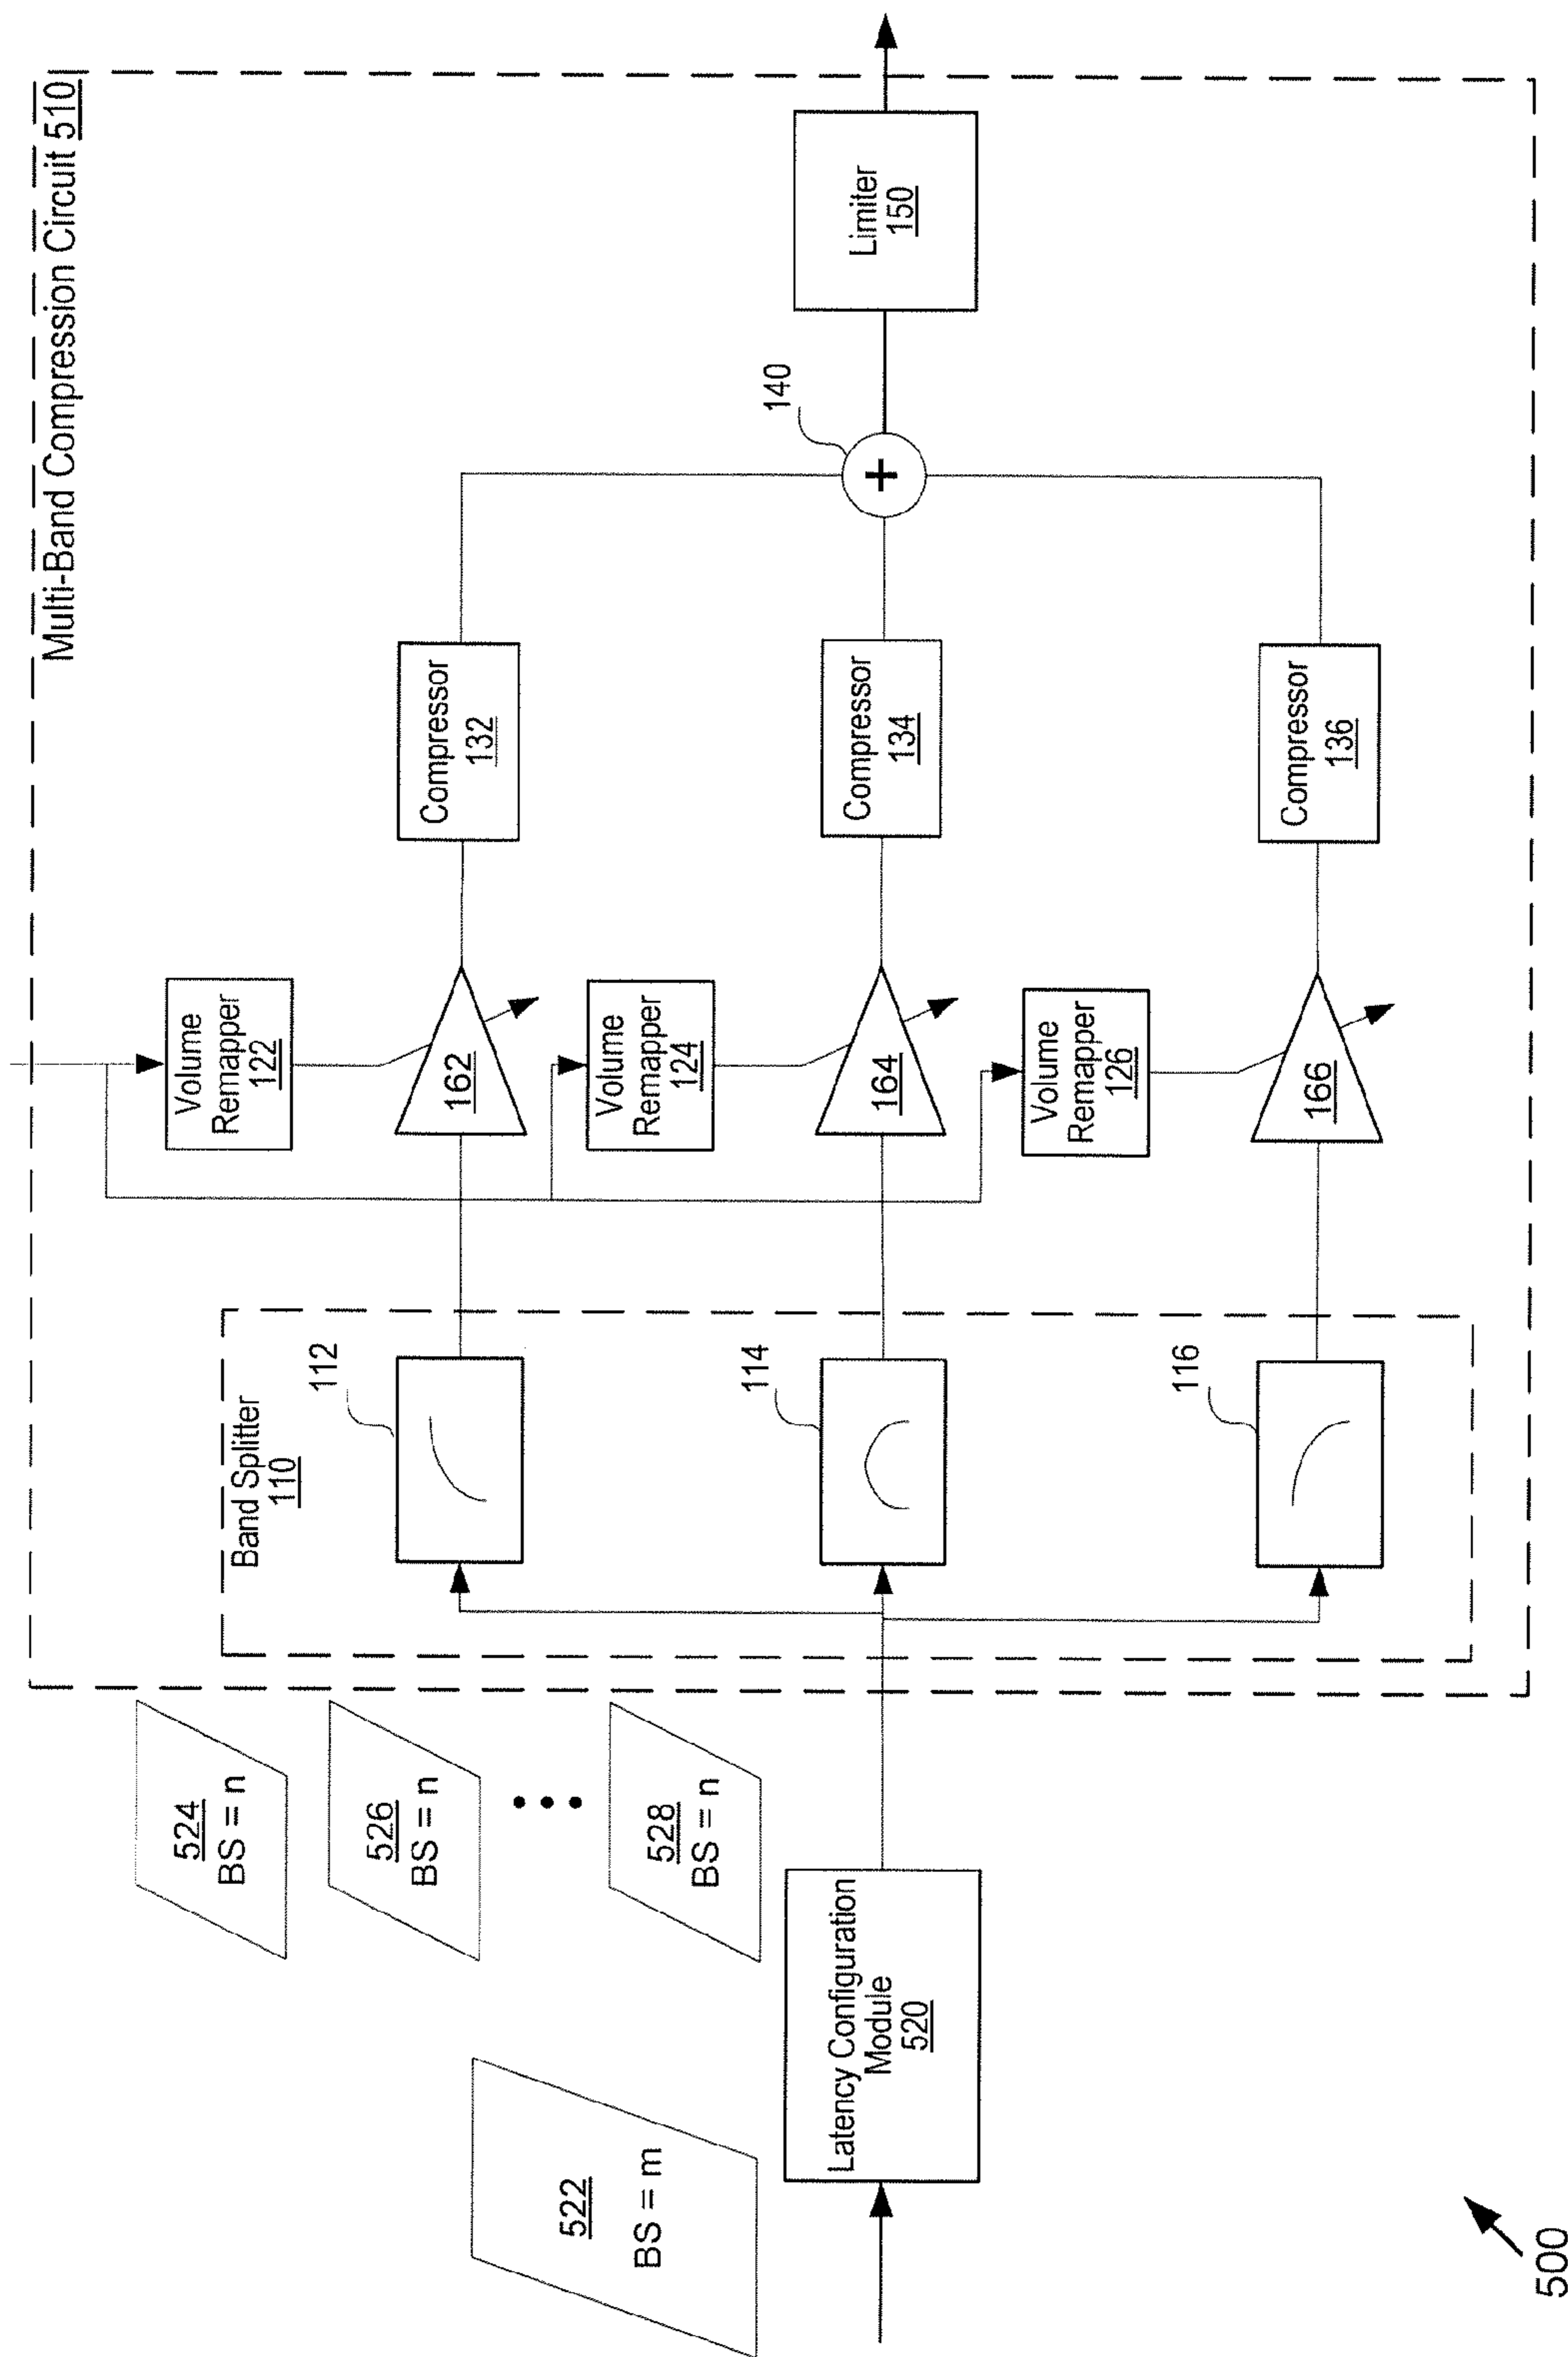 Multi-Band Compression Circuit 510
522
BS = m
524
BS = n
526
BS = n
528
BS = n
Latency Configuration
Module
520
Band Splitter
110
112
114
116
Volume
Remapper
122
162
Compressor
132
Volume
Remapper
124
164
Compressor
134
Volume
Remapper
126
166
Compressor
136
140
+
Limiter
150
500